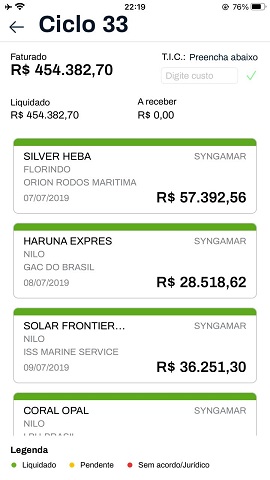 22:19
76%
Ciclo 33
Faturado
R$ 454.382,70
T.I.C.: Preencha abaixo
Digite custo
Liquidado
R$ 454.382,70
A receber
R$ 0,00
SILVER HEBA
SYNGAMAR
FLORINDO
ORION RODOS MARITIMA
07/07/2019
R$ 57.392,56
HARUNA EXPRES
SYNGAMAR
NILO
GAC DO BRASIL
08/07/2019
R$ 28.518,62
SOLAR FRONTIER...
SYNGAMAR
NILO
ISS MARINE SERVICE
09/07/2019
R$ 36.251,30
CORAL OPAL
SYNGAMAR
NILO
Legenda
Liquidado
Pendente
Sem acordo/Jurídico